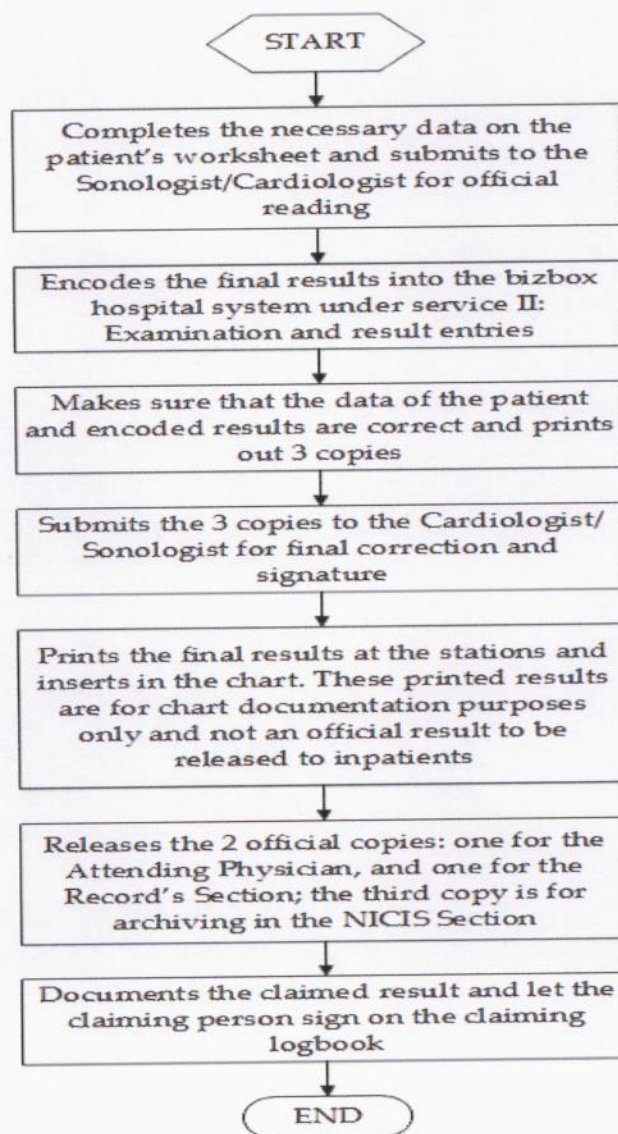 START
Completes the necessary data on the
patient's worksheet and submits to the
Sonologist/Cardiologist for official
reading
Encodes the final results into the bizbox
hospital system under service II:
Examination and result entries
Makes sure that the data of the patient
and encoded results are correct and prints
out 3 copies
Submits the 3 copies to the Cardiologist/
Sonologist for final correction and
signature
Prints the final results at the stations and
inserts in the chart. These printed results
are for chart documentation purposes
only and not an official result to be
released to inpatients
Releases the 2 official copies: one for the
Attending Physician, and one for the
Record's Section; the third copy is for
archiving in the NICIS Section
Documents the claimed result and let the
claiming person sign on the claiming
logbook
END